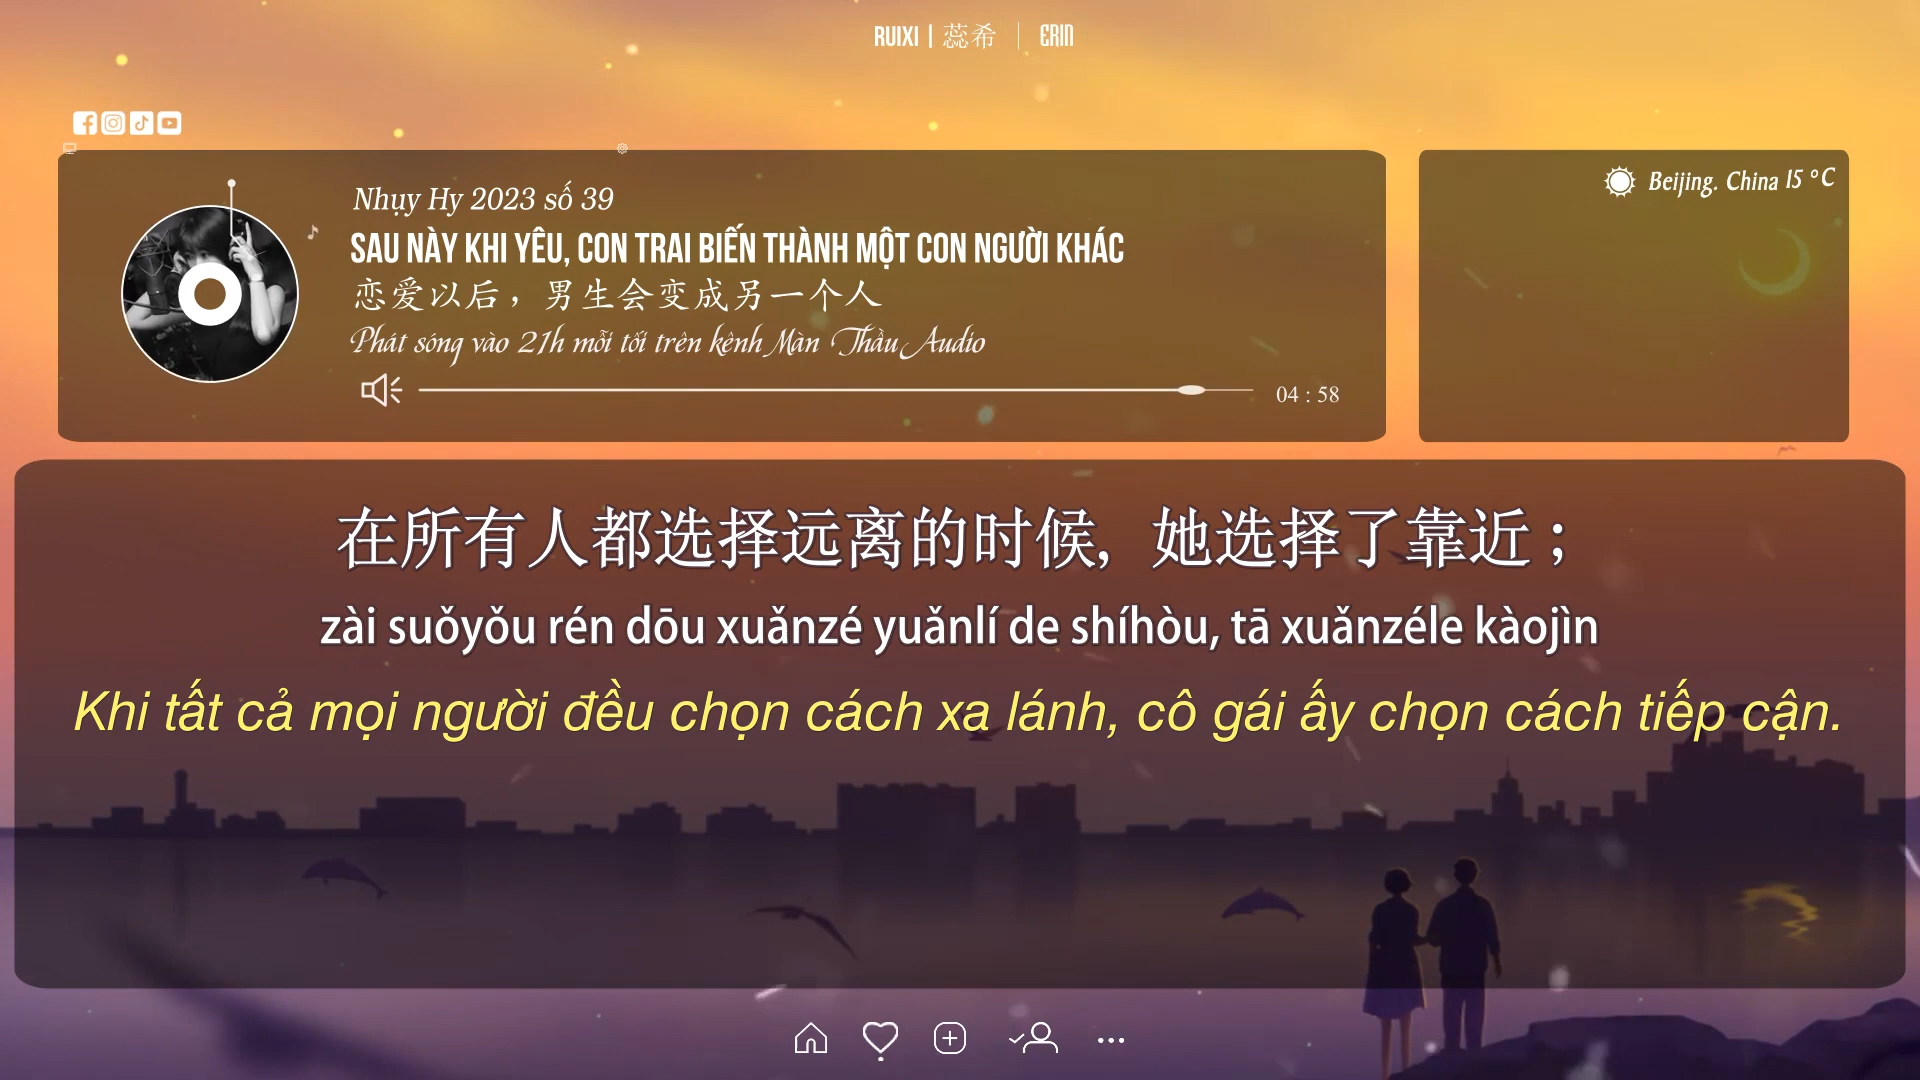 RUIXI | 蕊希 | ERIN
Nhụy Hy 2023 số 39
SAU NÀY KHI YÊU, CON TRAI BIẾN THÀNH MỘT CON NGƯỜI KHÁC
恋爱以后，男生会变成另一个人
Phát sóng vào 21h mỗi tối trên kênh Màn Thầu Audio
04 : 58
Beijing. China 15 °C
在所有人都选择远离的时候，她选择了靠近；
zài suǒyǒu rén dōu xuǎnzé yuǎnlí de shíhòu, tā xuǎnzéle kàojìn
Khi tất cả mọi người đều chọn cách xa lánh, cô gái ấy chọn cách tiếp cận.